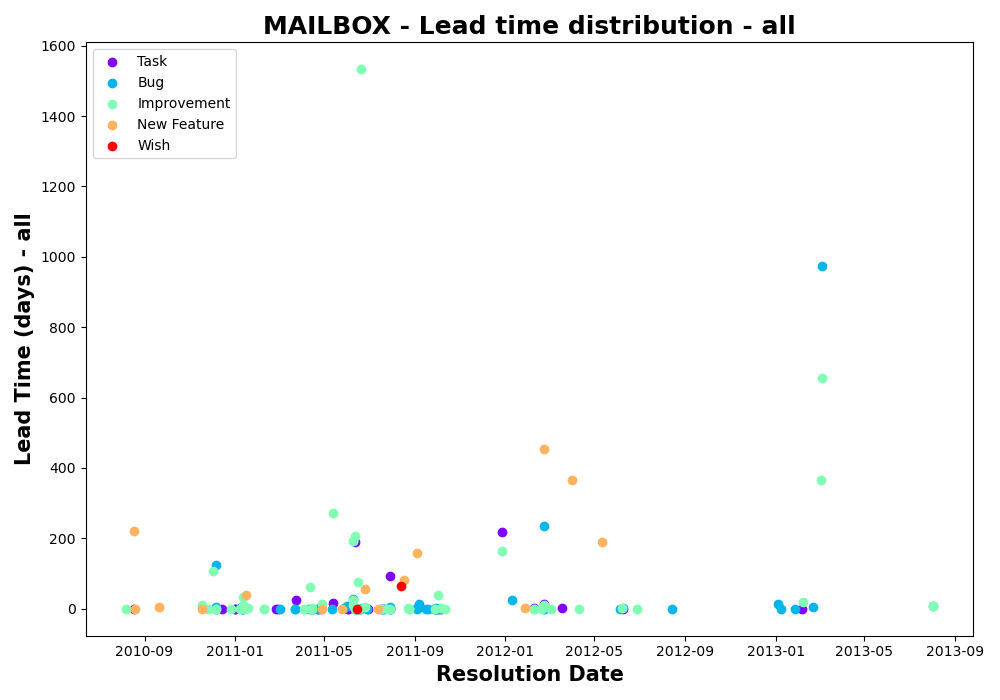 MAILBOX - Lead time distribution - all
Task
Bug
Improvement
New Feature
Wish
Lead Time (days) - all
1600
1400
1200
1000
800
600
400
200
0
2010-09
2011-01
2011-05
2011-09
2012-01
2012-05
2012-09
2013-01
2013-05
2013-09
Resolution Date